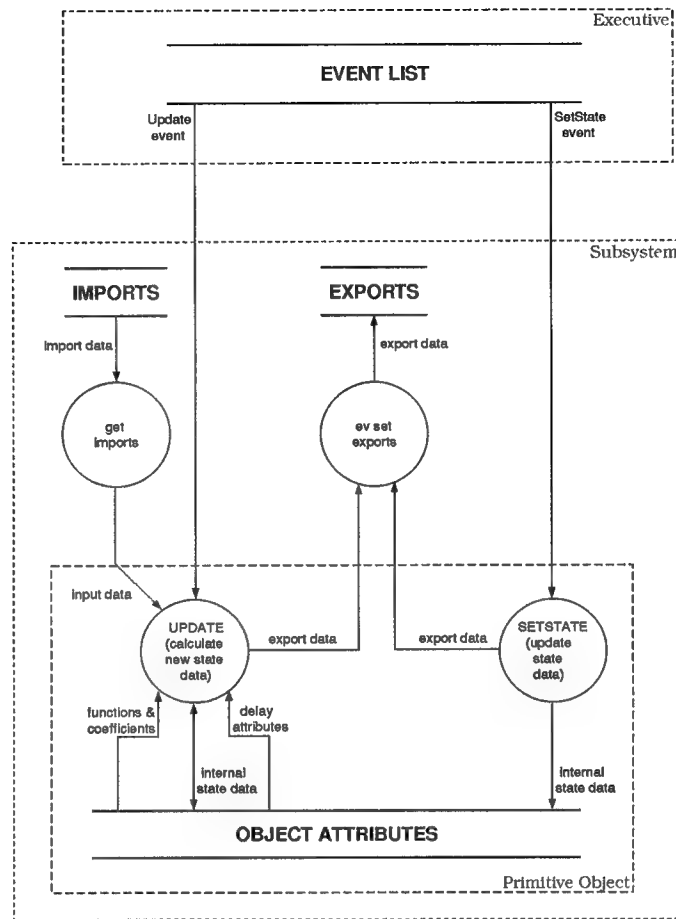 Executive
EVENT LIST
Update
event
SetState
event
Subsystem
IMPORTS
EXPORTS
import data
export data
get
imports
ev set
exports
input data
UPDATE
(calculate
new state
data)
export data
export data
SETSTATE
(update
state
data)
functions &
coefficients
delay
attributes
internal
state data
internal
state data
OBJECT ATTRIBUTES
Primitive Object